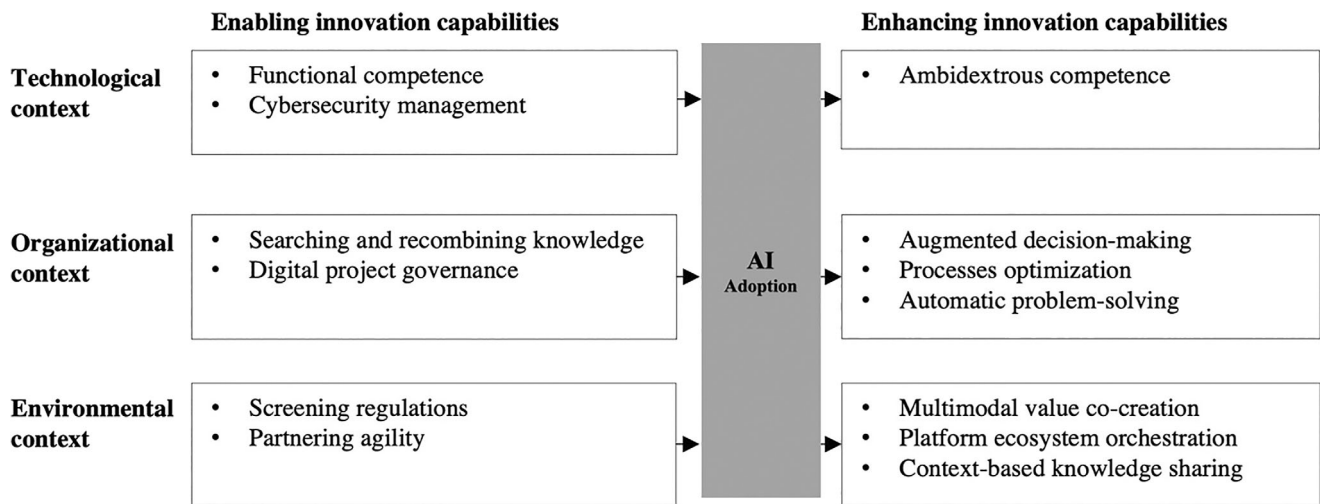 Enabling innovation capabilities
Enhancing innovation capabilities
Technological context
• Functional competence
• Cybersecurity management
• Ambidextrous competence
Organizational context
• Searching and recombining knowledge
• Digital project governance
AI
Adoption
• Augmented decision-making
• Processes optimization
• Automatic problem-solving
Environmental context
• Screening regulations
• Partnering agility
• Multimodal value co-creation
• Platform ecosystem orchestration
• Context-based knowledge sharing